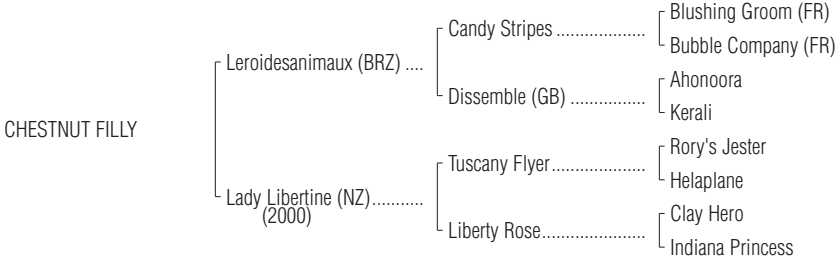 Blushing Groom (FR)
Candy Stripes ...................
Bubble Company (FR)
Leroidesanimaux (BRZ) ....
Ahonoora
Dissemble (GB) ................
Kerali
CHESTNUT FILLY
Rory's Jester
Tuscany Flyer....................
Helaplane
Lady Libertine (NZ)...........
(2000)
Clay Hero
Liberty Rose......................
Indiana Princess